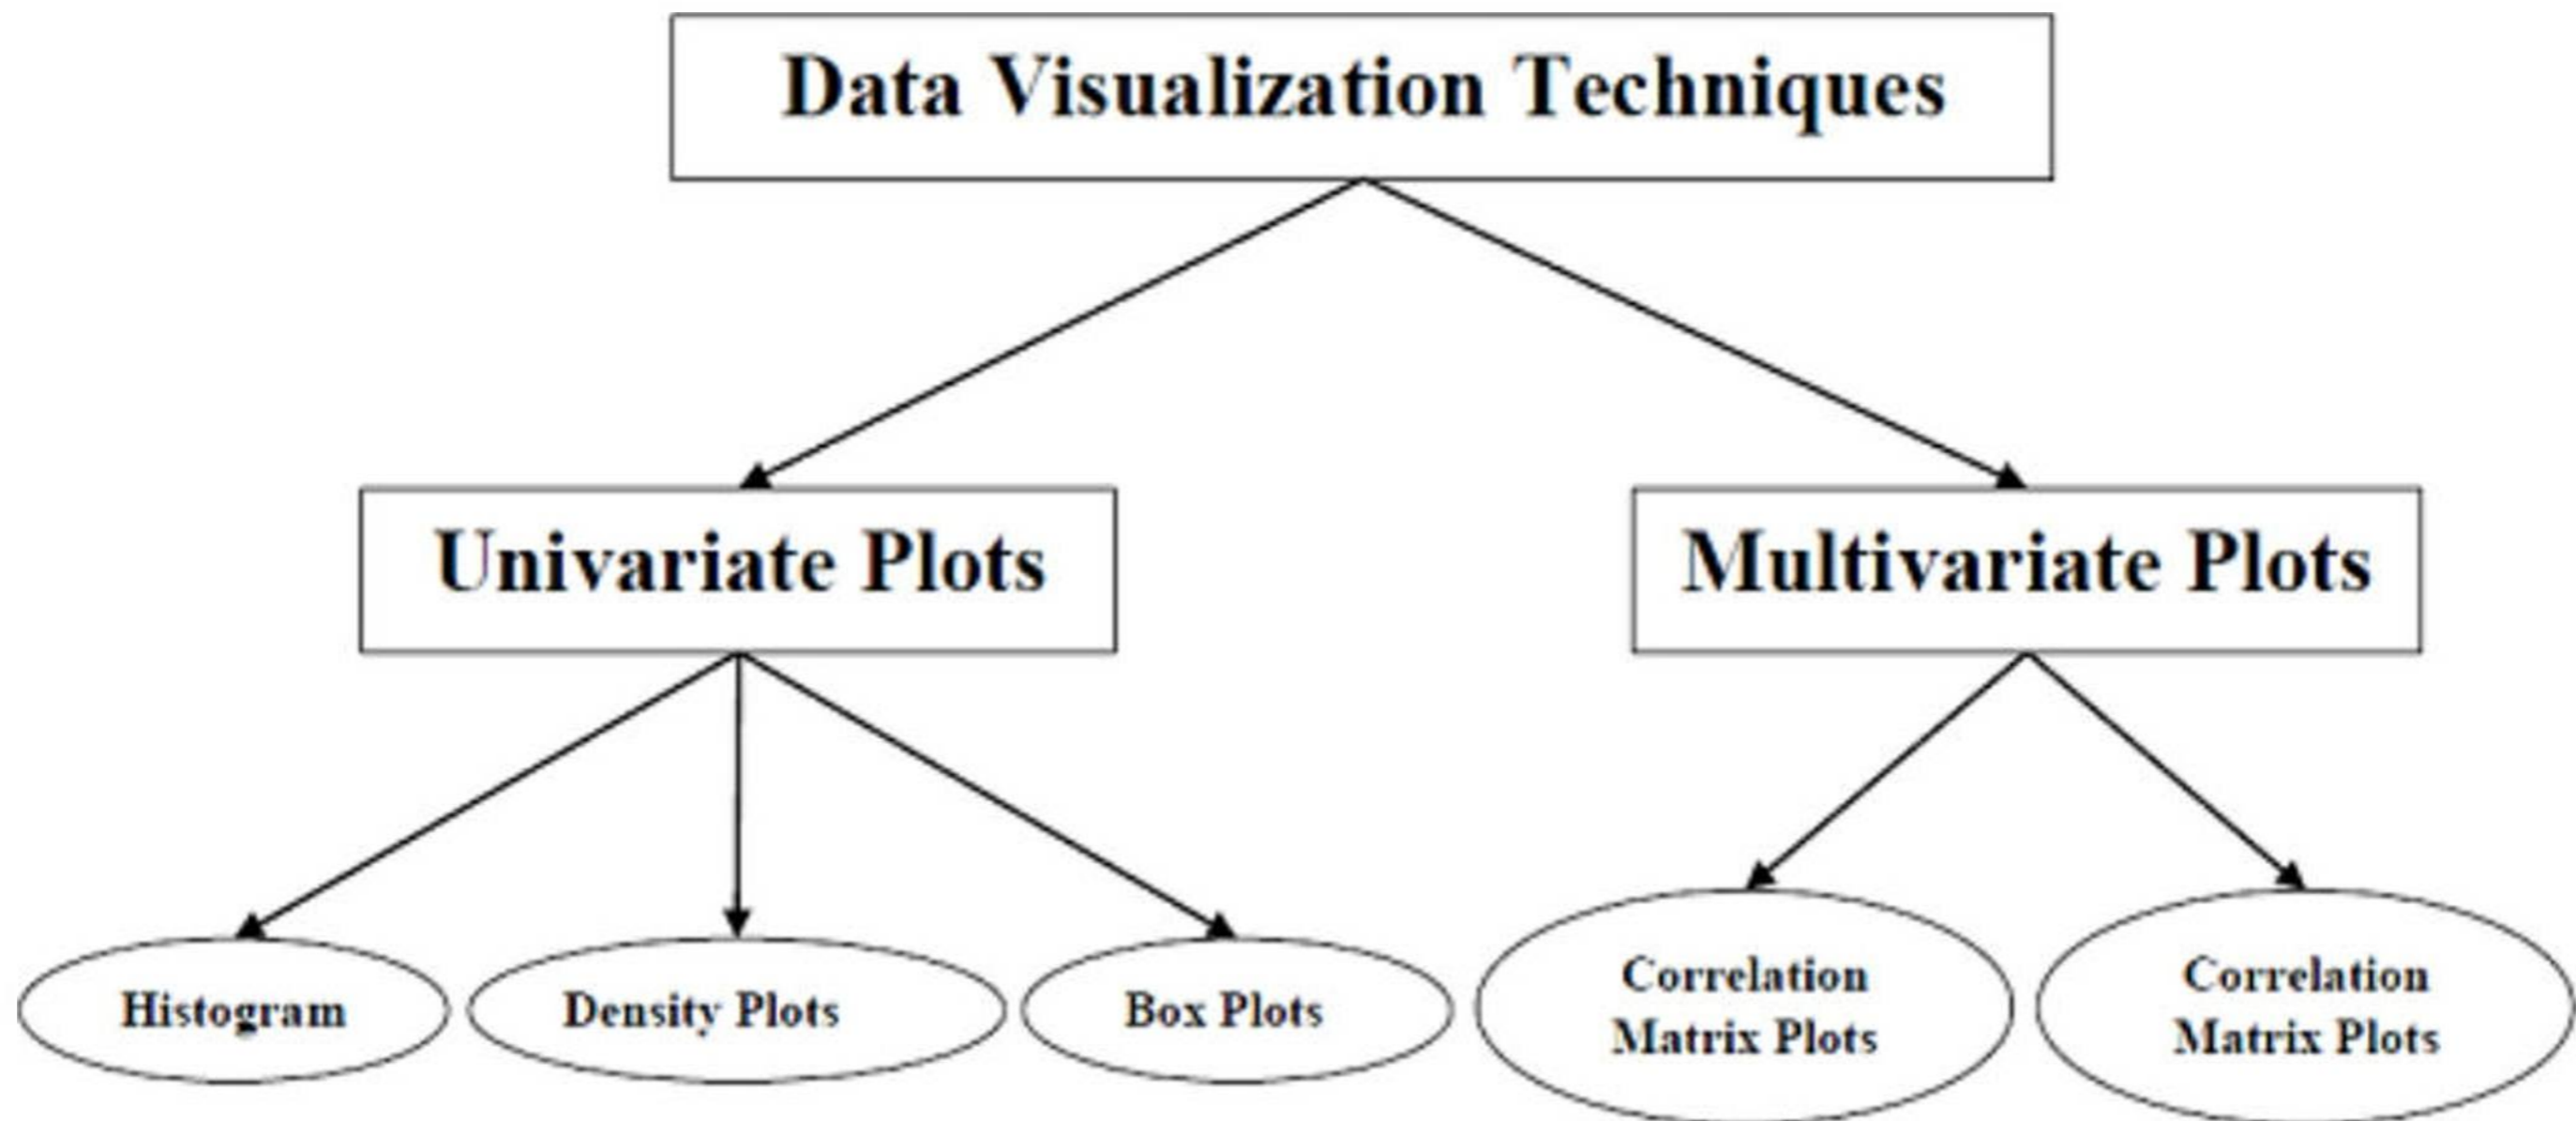 Data Visualization Techniques
Univariate Plots
Multivariate Plots
Histogram
Density Plots
Box Plots
Correlation
Matrix Plots
Correlation
Matrix Plots